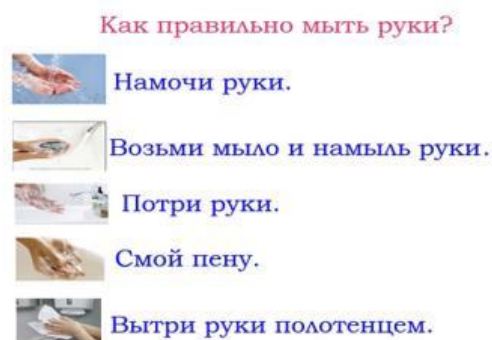 Как правильно мыть руки?
Намочи руки.
Возьми мыло и намыль руки.
Потри руки.
Смой пену.
Вытри руки полотенцем.